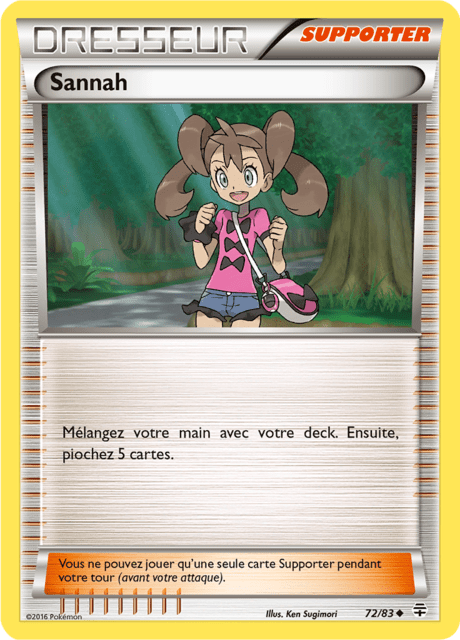 DRESSEUR SUPPORTER
Sannah
Mélangez votre main avec votre deck. Ensuite,
piochez 5 cartes.
Vous ne pouvez jouer qu'une seule carte Supporter pendant
votre tour (avant votre attaque).
©2016 Pokémon Illus. Ken Sugimori 72/83